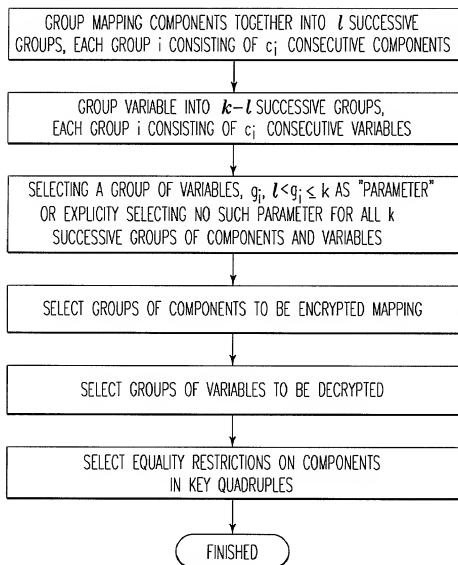 GROUP MAPPING COMPONENTS TOGETHER INTO l SUCCESSIVE
GROUPS, EACH GROUP i CONSISTING OF ci CONSECUTIVE COMPONENTS
GROUP VARIABLE INTO k-l SUCCESSIVE GROUPS,
EACH GROUP i CONSISTING OF ci CONSECUTIVE VARIABLES
SELECTING A GROUP OF VARIABLES, gi, l<gi≤k AS "PARAMETER"
OR EXPLICITY SELECTING NO SUCH PARAMETER FOR ALL k
SUCCESSIVE GROUPS OF COMPONENTS AND VARIABLES
SELECT GROUPS OF COMPONENTS TO BE ENCRYPTED MAPPING
SELECT GROUPS OF VARIABLES TO BE DECRYPTED
SELECT EQUALITY RESTRICTIONS ON COMPONENTS
IN KEY QUADRUPLES
FINISHED